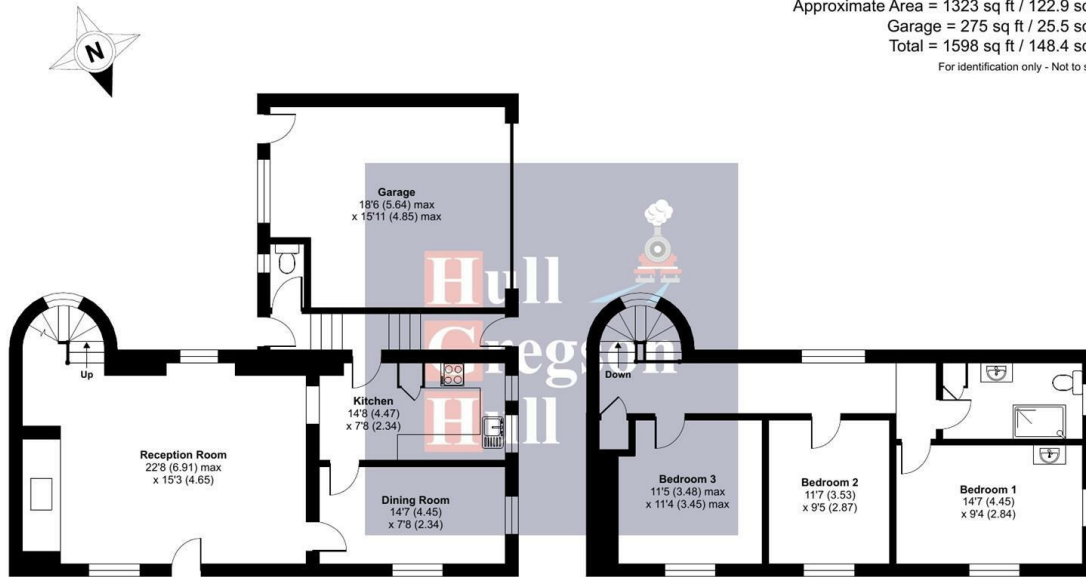 Approximate Area = 1323 sq ft / 122.9 sq
Garage = 275 sq ft / 25.5 sq
Total = 1598 sq ft / 148.4 sq
For identification only - Not to s
N
Garage
18'6 (5.64) max
x 15'11 (4.85) max
Hull
Gregson
Hull
Up
Down
Kitchen
14'8 (4.47)
x 7'8 (2.34)
Reception Room
22'8 (6.91) max
x 15'3 (4.65)
Dining Room
14'7 (4.45)
x 7'8 (2.34)
Bedroom 3
11'5 (3.48) max
x 11'4 (3.45) max
Bedroom 2
11'7 (3.53)
x 9'5 (2.87)
Bedroom 1
14'7 (4.45)
x 9'4 (2.84)